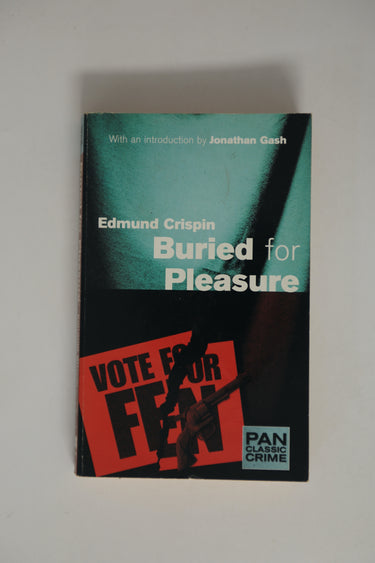 With an introduction by Jonathan Gash
Edmund Crispin
Buried for
Pleasure
VOTE FOR
FEN
PAN
CLASSIC
CRIME